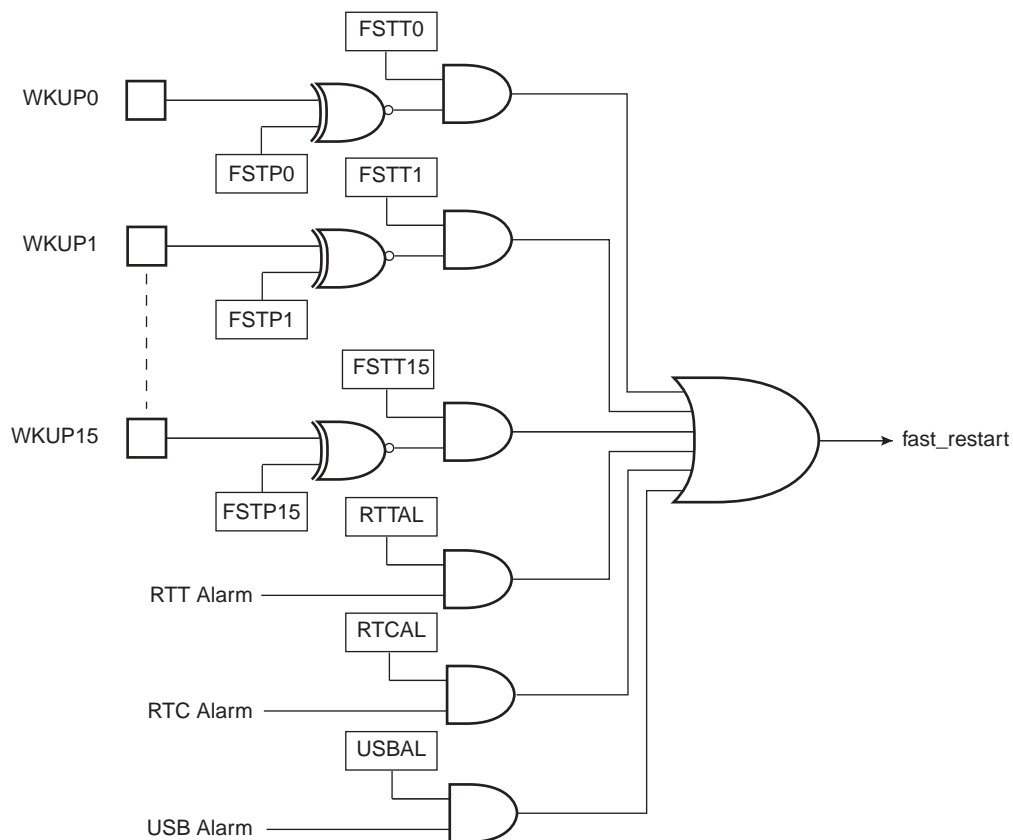 FSTT0
WKUP0
FSTP0
FSTT1
WKUP1
FSTP1
FSTT15
WKUP15
fast_restart
FSTP15
RTTAL
RTT Alarm
RTCAL
RTC Alarm
USBAL
USB Alarm